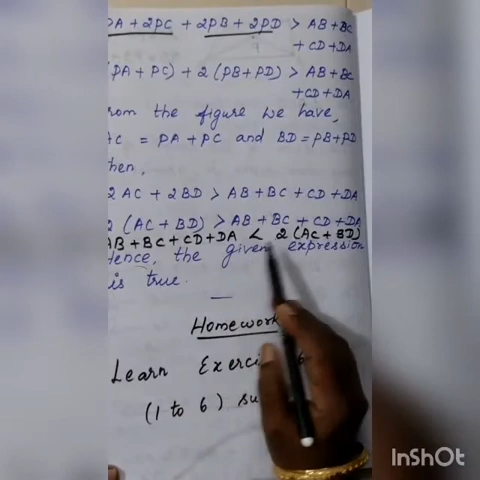 PA + 2PC + 2PB + 2PD > AB + BC
+ CD + DA
(PA + PC) + 2 (PB + PD) > AB + BC
+ CD + DA
rom the figure we have,
AC = PA + PC and BD = PB + PD
hen,
2 AC + 2 BD > AB + BC + CD + DA
2 (AC + BD) > AB + BC + CD + DA
AB + BC + CD + DA < 2 (AC + BD)
Hence, the given expression
is true.
Homework
Learn
(1 to 6)
InShOt